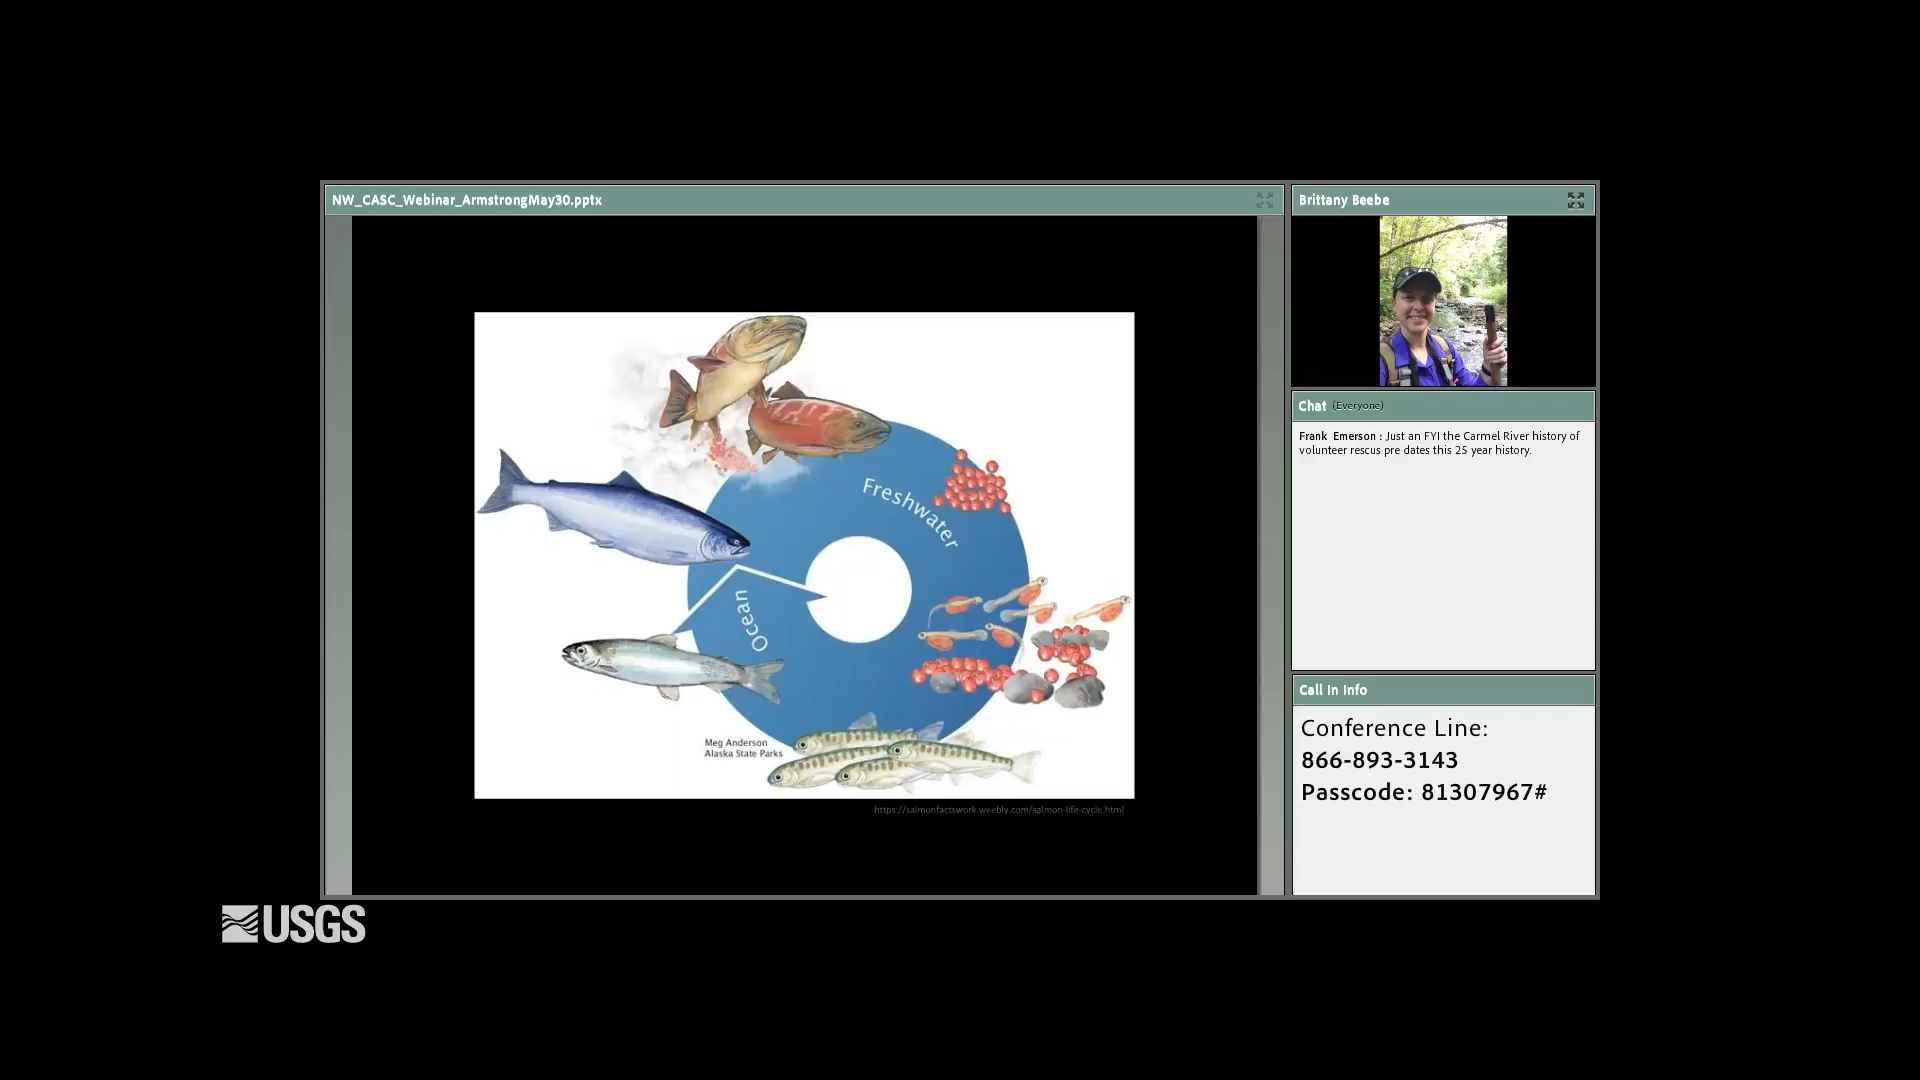 NW_CASC_Webinar_ArmstrongMay30.pptx
Freshwater
Ocean
Meg Anderson
Alaska State Parks
https://salmonfactswork.weebly.com/salmon-life-cycle.html
Brittany Beebe
Chat (Everyone)
Frank Emerson : Just an FYI the Carmel River history of
volunteer rescus pre dates this 25 year history.
Call In Info
Conference Line:
866-893-3143
Passcode: 81307967#
USGS